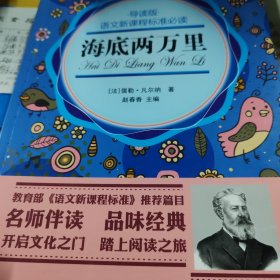 导读版
语文新课程标准必读
海底两万里
Hai Di Liang Wan Li
[法]儒勒·凡尔纳 著
赵春香 主编
教育部《语文新课程标准》推荐篇目
名师伴读 品味经典
开启文化之门 踏上阅读之旅